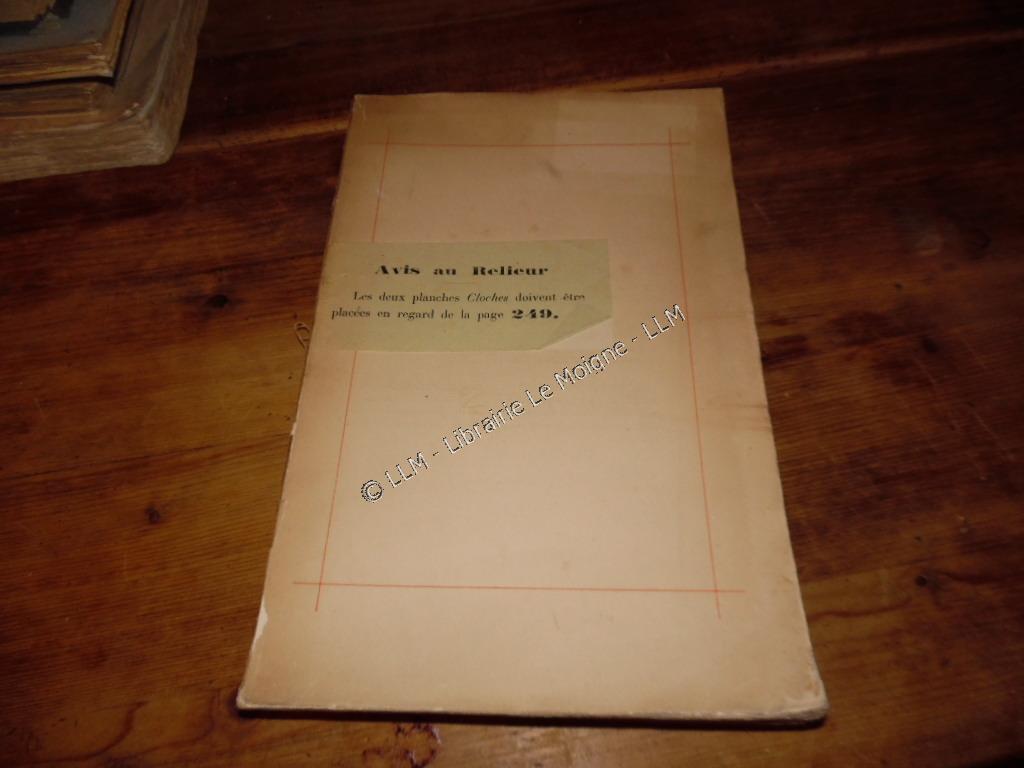 Avis au Relieur
Les deux planches Cloches doivent être
placées en regard de la page 249.
© LLM - Librairie Le Moigne - LLM